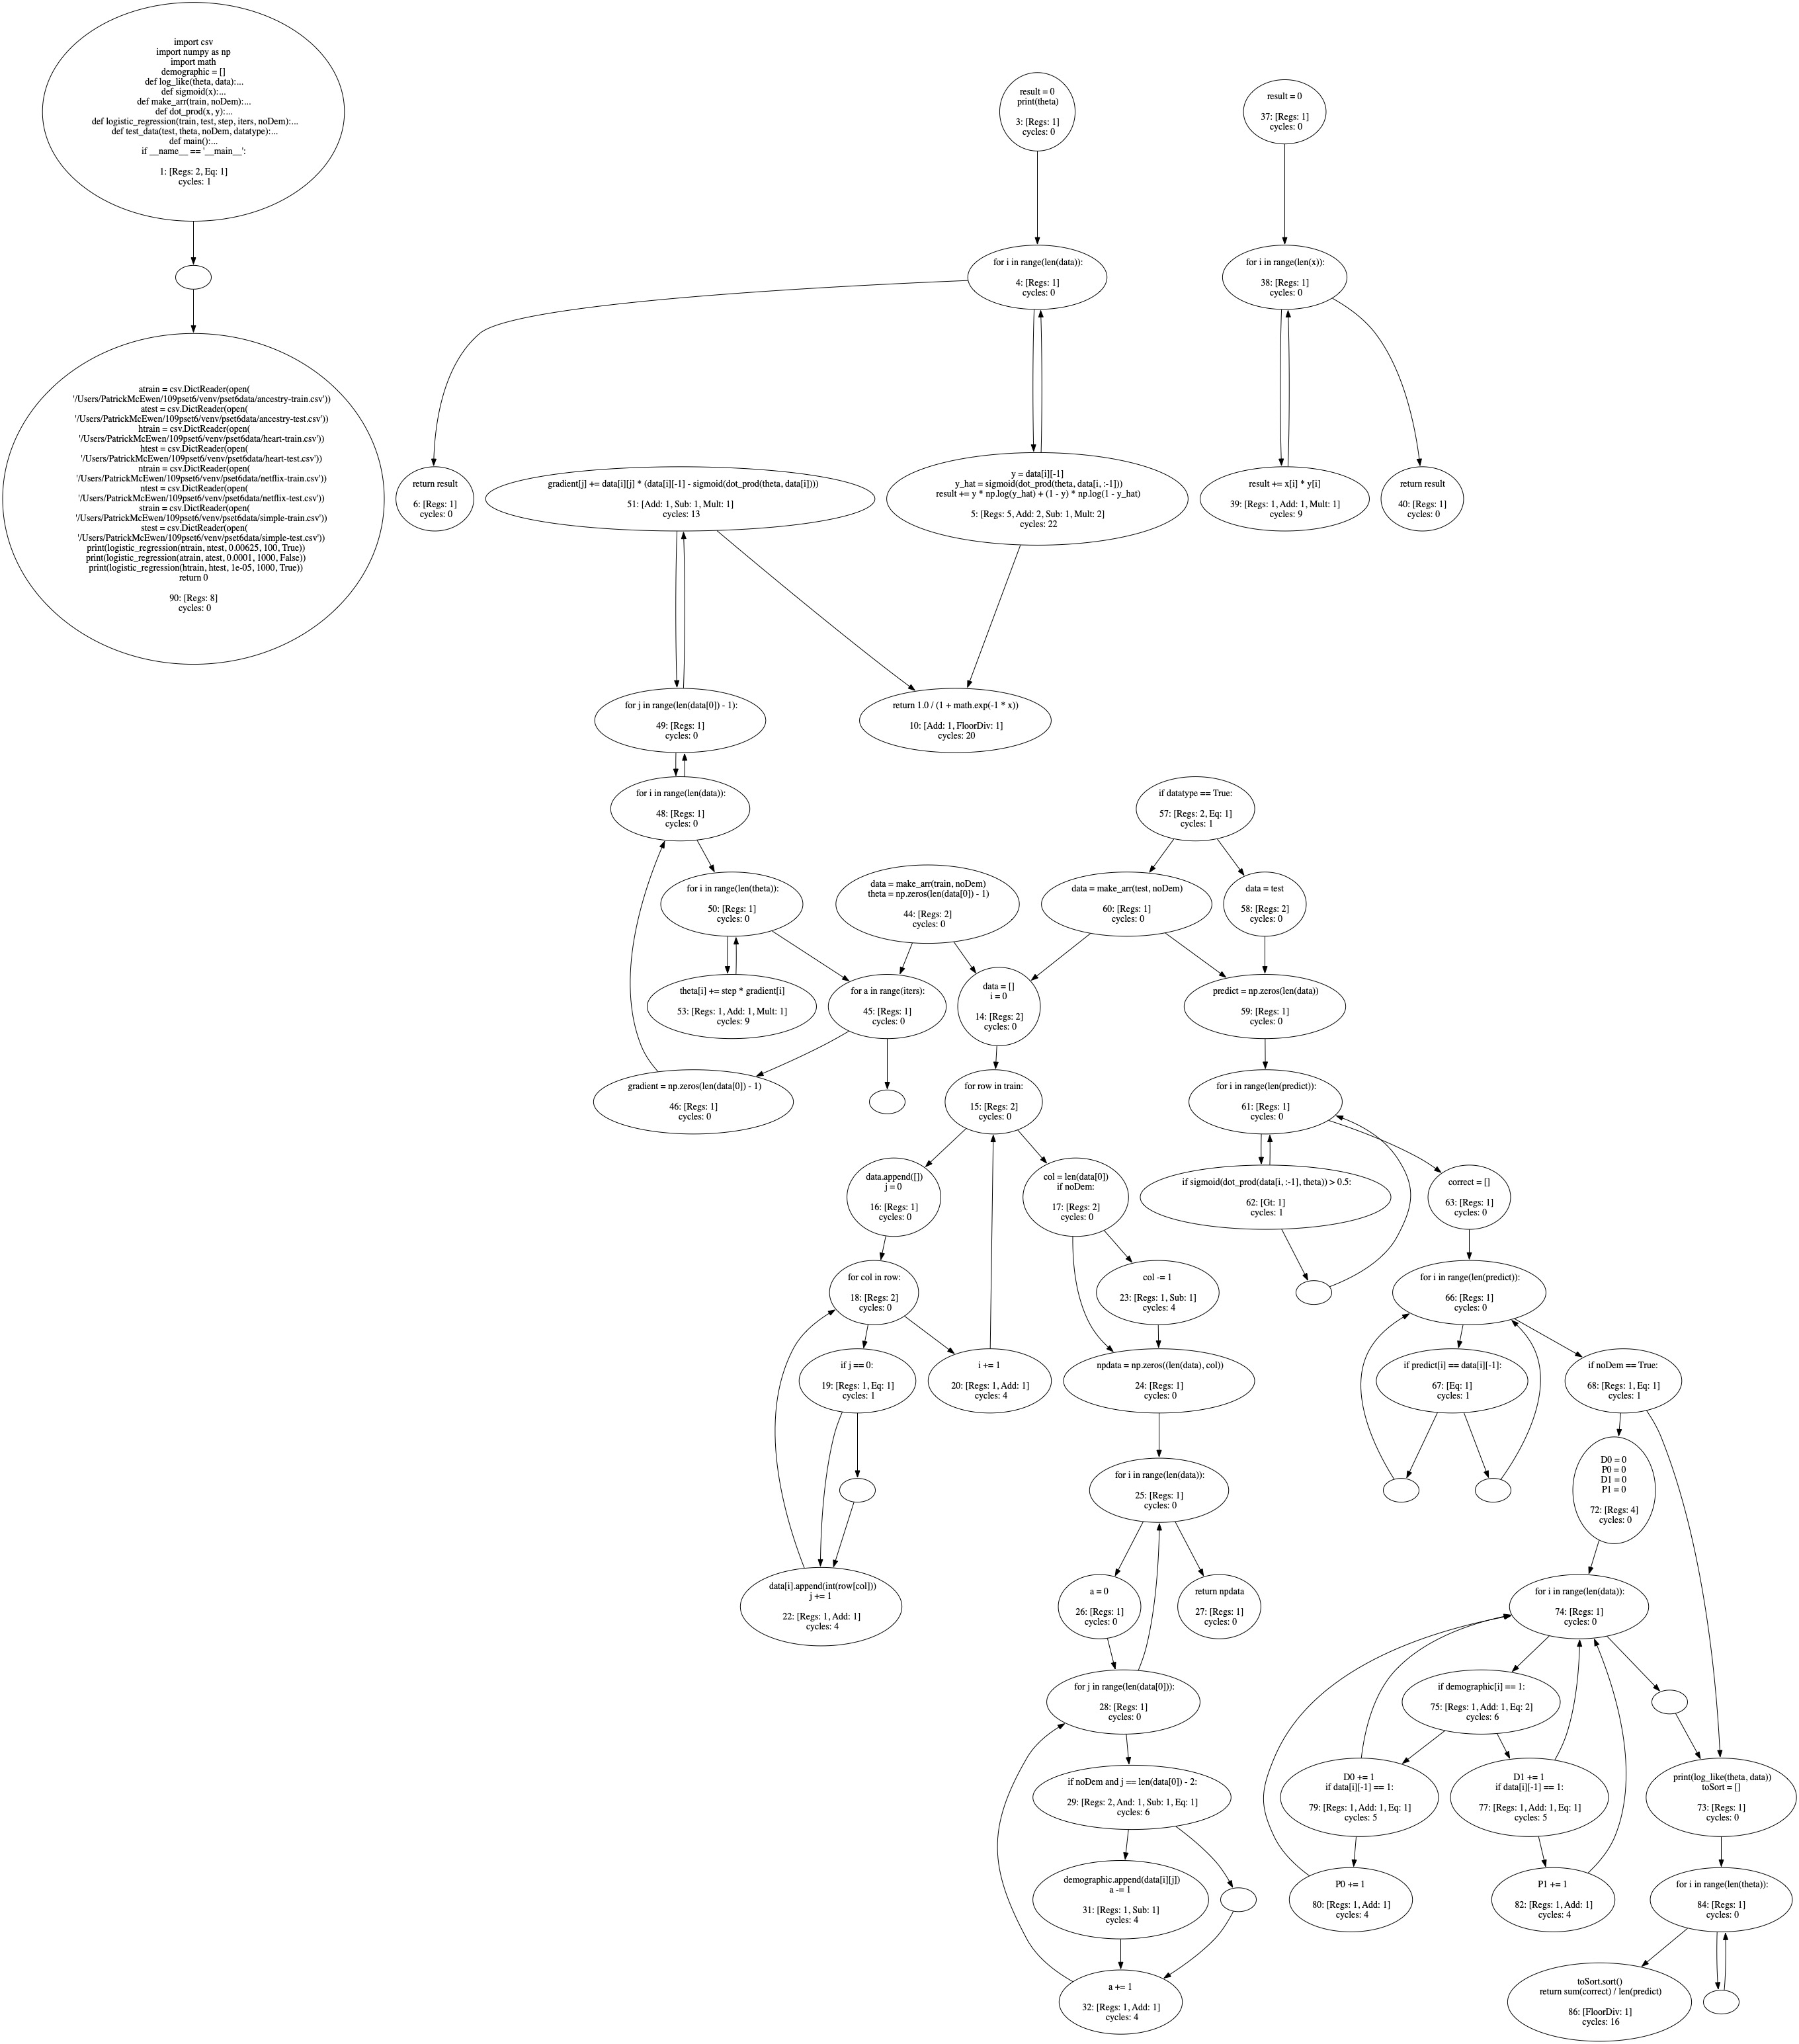 import csv
import numpy as np
import math
demographic = []
def log_like(theta, data):...
def sigmoid(x):...
def make_arr(train, noDem):...
def dot_prod(x, y):...
def logistic_regression(train, test, step, iters, noDem):...
def test_data(test, theta, noDem, datatype):...
def main():...
if __name__ == '__main__':
1: [Regs: 2, Eq: 1]
cycles: 1
result = 0
print(theta)
3: [Regs: 1]
cycles: 0
result = 0
37: [Regs: 1]
cycles: 0
for i in range(len(data)):
4: [Regs: 1]
cycles: 0
for i in range(len(x)):
38: [Regs: 1]
cycles: 0
atrain = csv.DictReader(open(
'/Users/PatrickMcEwen/109pset6/venv/pset6data/ancestry-train.csv'))
atest = csv.DictReader(open(
'/Users/PatrickMcEwen/109pset6/venv/pset6data/ancestry-test.csv'))
htrain = csv.DictReader(open(
'/Users/PatrickMcEwen/109pset6/venv/pset6data/heart-train.csv'))
htest = csv.DictReader(open(
'/Users/PatrickMcEwen/109pset6/venv/pset6data/heart-test.csv'))
ntrain = csv.DictReader(open(
'/Users/PatrickMcEwen/109pset6/venv/pset6data/netflix-train.csv'))
ntest = csv.DictReader(open(
'/Users/PatrickMcEwen/109pset6/venv/pset6data/netflix-test.csv'))
strain = csv.DictReader(open(
'/Users/PatrickMcEwen/109pset6/venv/pset6data/simple-train.csv'))
stest = csv.DictReader(open(
'/Users/PatrickMcEwen/109pset6/venv/pset6data/simple-test.csv'))
print(logistic_regression(ntrain, ntest, 0.00625, 100, True))
print(logistic_regression(atrain, atest, 0.0001, 1000, False))
print(logistic_regression(htrain, htest, 1e-05, 1000, True))
return 0
90: [Regs: 8]
cycles: 0
return result
6: [Regs: 1]
cycles: 0
gradient[j] += data[i][j] * (data[i][-1] - sigmoid(dot_prod(theta, data[i])))
51: [Add: 1, Sub: 1, Mult: 1]
cycles: 13
y = data[i][-1]
y_hat = sigmoid(dot_prod(theta, data[i, :-1]))
result += y * np.log(y_hat) + (1 - y) * np.log(1 - y_hat)
5: [Regs: 5, Add: 2, Sub: 1, Mult: 2]
cycles: 22
result += x[i] * y[i]
39: [Regs: 1, Add: 1, Mult: 1]
cycles: 9
return result
40: [Regs: 1]
cycles: 0
for j in range(len(data[0]) - 1):
49: [Regs: 1]
cycles: 0
return 1.0 / (1 + math.exp(-1 * x))
10: [Add: 1, FloorDiv: 1]
cycles: 20
for i in range(len(data)):
48: [Regs: 1]
cycles: 0
if datatype == True:
57: [Regs: 2, Eq: 1]
cycles: 1
for i in range(len(theta)):
50: [Regs: 1]
cycles: 0
data = make_arr(train, noDem)
theta = np.zeros(len(data[0]) - 1)
44: [Regs: 2]
cycles: 0
data = make_arr(test, noDem)
60: [Regs: 1]
cycles: 0
data = test
58: [Regs: 2]
cycles: 0
theta[i] += step * gradient[i]
53: [Regs: 1, Add: 1, Mult: 1]
cycles: 9
for a in range(iters):
45: [Regs: 1]
cycles: 0
data = []
i = 0
14: [Regs: 2]
cycles: 0
predict = np.zeros(len(data))
59: [Regs: 1]
cycles: 0
gradient = np.zeros(len(data[0]) - 1)
46: [Regs: 1]
cycles: 0
for row in train:
15: [Regs: 2]
cycles: 0
for i in range(len(predict)):
61: [Regs: 1]
cycles: 0
data.append([])
j = 0
16: [Regs: 1]
cycles: 0
col = len(data[0])
if noDem:
17: [Regs: 2]
cycles: 0
if sigmoid(dot_prod(data[i, :-1], theta)) > 0.5:
62: [Gt: 1]
cycles: 1
correct = []
63: [Regs: 1]
cycles: 0
for col in row:
18: [Regs: 2]
cycles: 0
col -= 1
23: [Regs: 1, Sub: 1]
cycles: 4
for i in range(len(predict)):
66: [Regs: 1]
cycles: 0
if j == 0:
19: [Regs: 1, Eq: 1]
cycles: 1
i += 1
20: [Regs: 1, Add: 1]
cycles: 4
npdata = np.zeros((len(data), col))
24: [Regs: 1]
cycles: 0
if predict[i] == data[i][-1]:
67: [Eq: 1]
cycles: 1
if noDem == True:
68: [Regs: 1, Eq: 1]
cycles: 1
for i in range(len(data)):
25: [Regs: 1]
cycles: 0
D0 = 0
P0 = 0
D1 = 0
P1 = 0
72: [Regs: 4]
cycles: 0
data[i].append(int(row[col]))
j += 1
22: [Regs: 1, Add: 1]
cycles: 4
a = 0
26: [Regs: 1]
cycles: 0
return npdata
27: [Regs: 1]
cycles: 0
for i in range(len(data)):
74: [Regs: 1]
cycles: 0
for j in range(len(data[0])):
28: [Regs: 1]
cycles: 0
if demographic[i] == 1:
75: [Regs: 1, Add: 1, Eq: 2]
cycles: 6
if noDem and j == len(data[0]) - 2:
29: [Regs: 2, And: 1, Sub: 1, Eq: 1]
cycles: 6
D0 += 1
if data[i][-1] == 1:
79: [Regs: 1, Add: 1, Eq: 1]
cycles: 5
D1 += 1
if data[i][-1] == 1:
77: [Regs: 1, Add: 1, Eq: 1]
cycles: 5
print(log_like(theta, data))
toSort = []
73: [Regs: 1]
cycles: 0
demographic.append(data[i][j])
a -= 1
31: [Regs: 1, Sub: 1]
cycles: 4
P0 += 1
80: [Regs: 1, Add: 1]
cycles: 4
P1 += 1
82: [Regs: 1, Add: 1]
cycles: 4
for i in range(len(theta)):
84: [Regs: 1]
cycles: 0
a += 1
32: [Regs: 1, Add: 1]
cycles: 4
toSort.sort()
return sum(correct) / len(predict)
86: [FloorDiv: 1]
cycles: 16